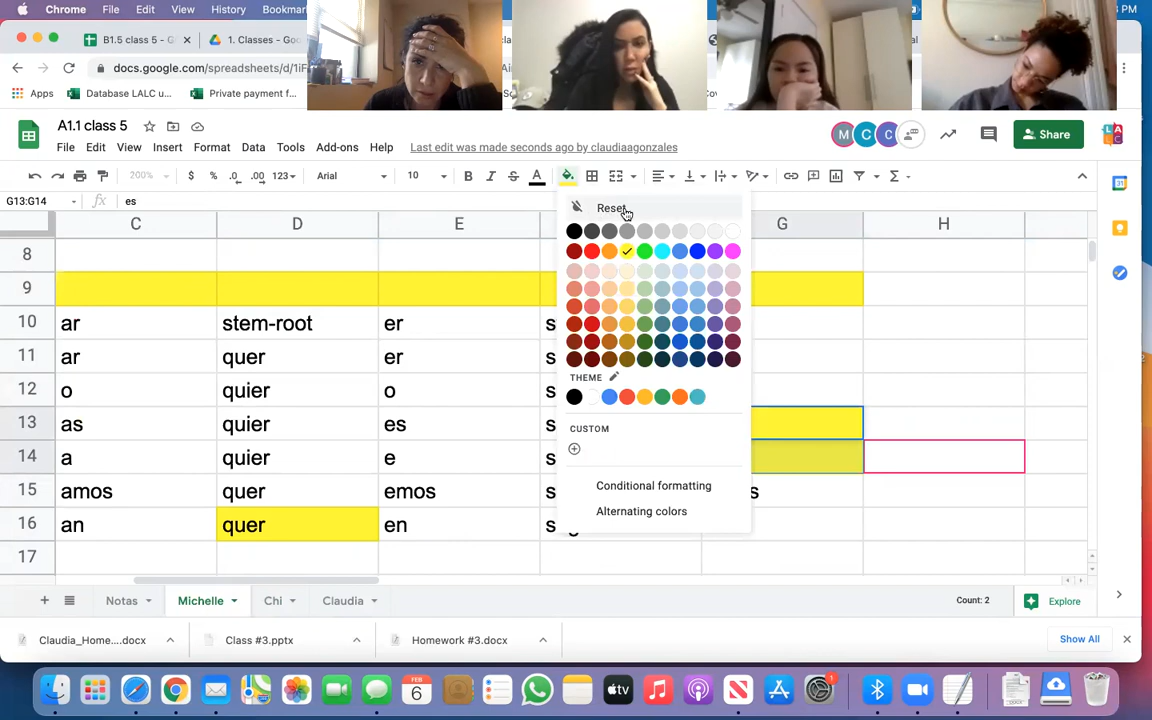 Chrome File Edit View History Bookmar
B1.5 class 5 - G
1. Classes - Goo
docs.google.com/spreadsheets/d/1iF
Apps Database LALC u... Private payment f...
A1.1 class 5
File Edit View Insert Format Data Tools Add-ons Help Last edit was made seconds ago by claudiaagonzales
M C C
Share
200% $ % .0 .00 123 Arial 10 B I S A
G13:G14 fx es
Reset
C D E G H
8
9
10 ar stem-root er s
11 ar quer er s
12 o quier o s
13 as quier es s
14 a quier e s
15 amos quer emos s s
16 an quer en s
17
THEME
CUSTOM
Conditional formatting
Alternating colors
Notas Michelle Chi Claudia
Count: 2
Explore
Claudia_Home....docx Class #3.pptx Homework #3.docx Show All
FEB
6
tv
1